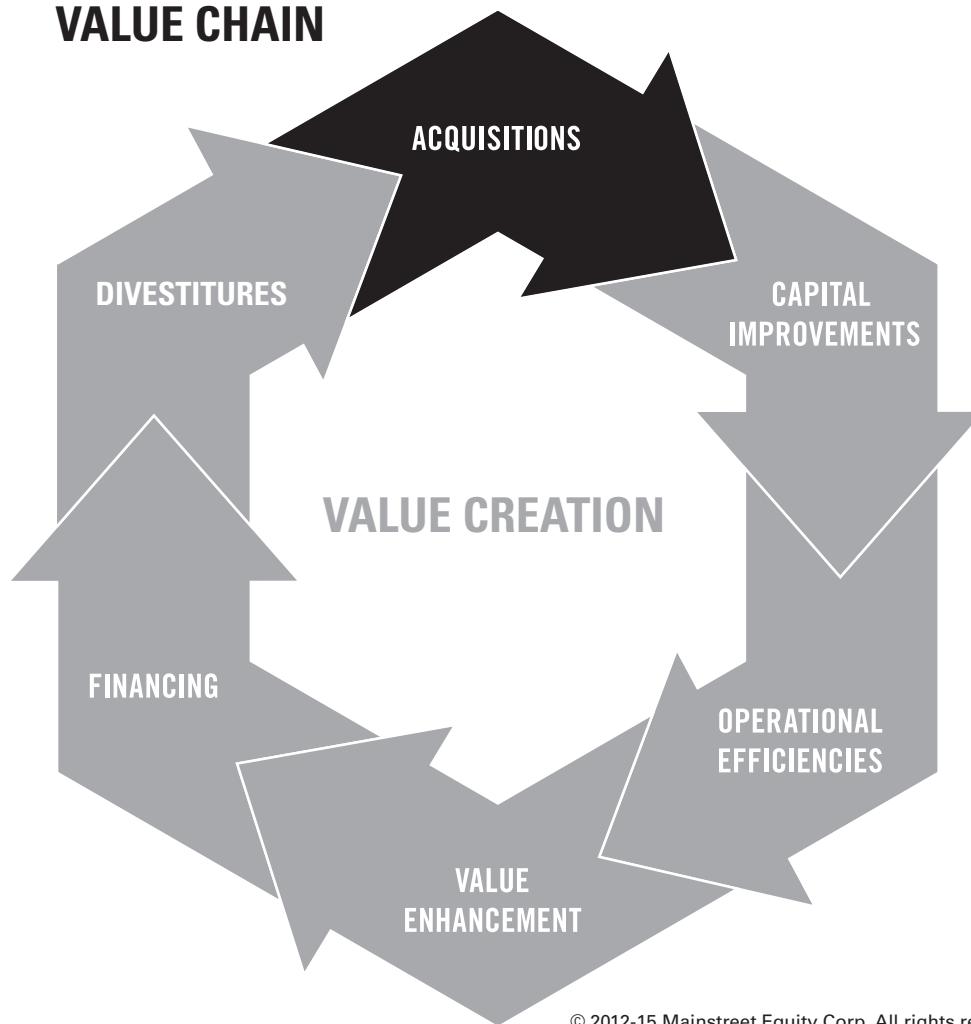 VALUE CHAIN
ACQUISITIONS
CAPITAL
IMPROVEMENTS
OPERATIONAL
EFFICIENCIES
VALUE
ENHANCEMENT
FINANCING
DIVESTITURES
VALUE CREATION
© 2012-15 Mainstreet Equity Corp. All rights